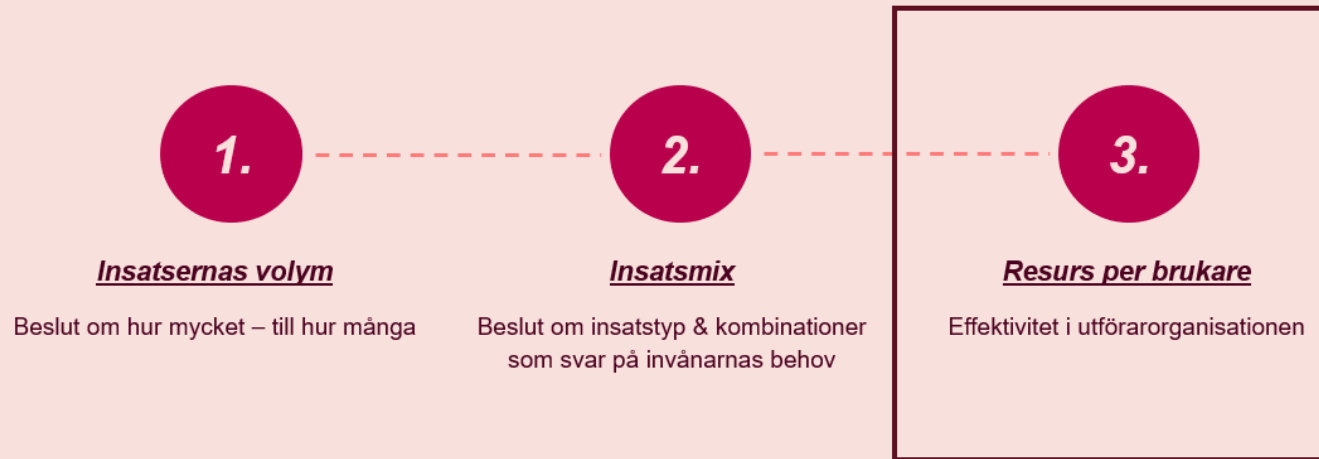 1.
2.
3.
Insatsernas volym
Beslut om hur mycket – till hur många
Insatsmix
Beslut om insatstyp & kombinationer
som svar på invånarnas behov
Resurs per brukare
Effektivitet i utförarorganisationen